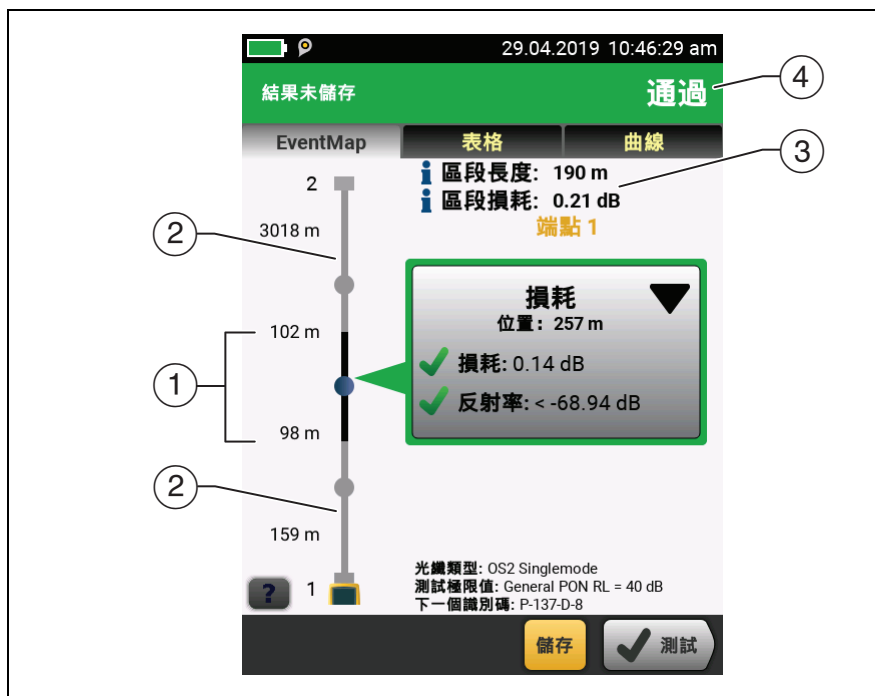 29.04.2019 10:46:29 am
結果未儲存
通過
④
EventMap
表格
曲線
2
區段長度: 190 m
③
區段損耗: 0.21 dB
端點 1
②
3018 m
損耗
位置: 257 m
102 m
損耗: 0.14 dB
①
反射率: < -68.94 dB
98 m
②
159 m
光纖類型: OS2 Singlemode
測試極限值: General PON RL = 40 dB
下一個識別碼: P-137-D-8
?
1
儲存
測試